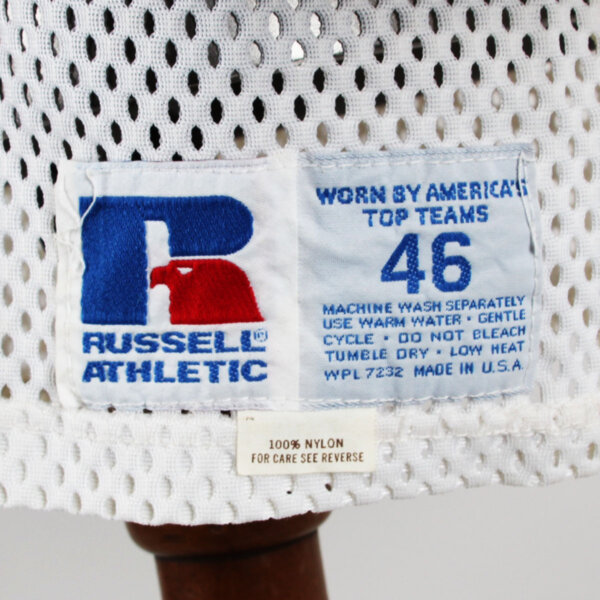 RUSSELL®
ATHLETIC
WORN BY AMERICA'S
TOP TEAMS
46
MACHINE WASH SEPARATELY
USE WARM WATER • GENTLE
CYCLE • DO NOT BLEACH
TUMBLE DRY • LOW HEAT
WPL 7232 MADE IN U.S.A.
100% NYLON
FOR CARE SEE REVERSE